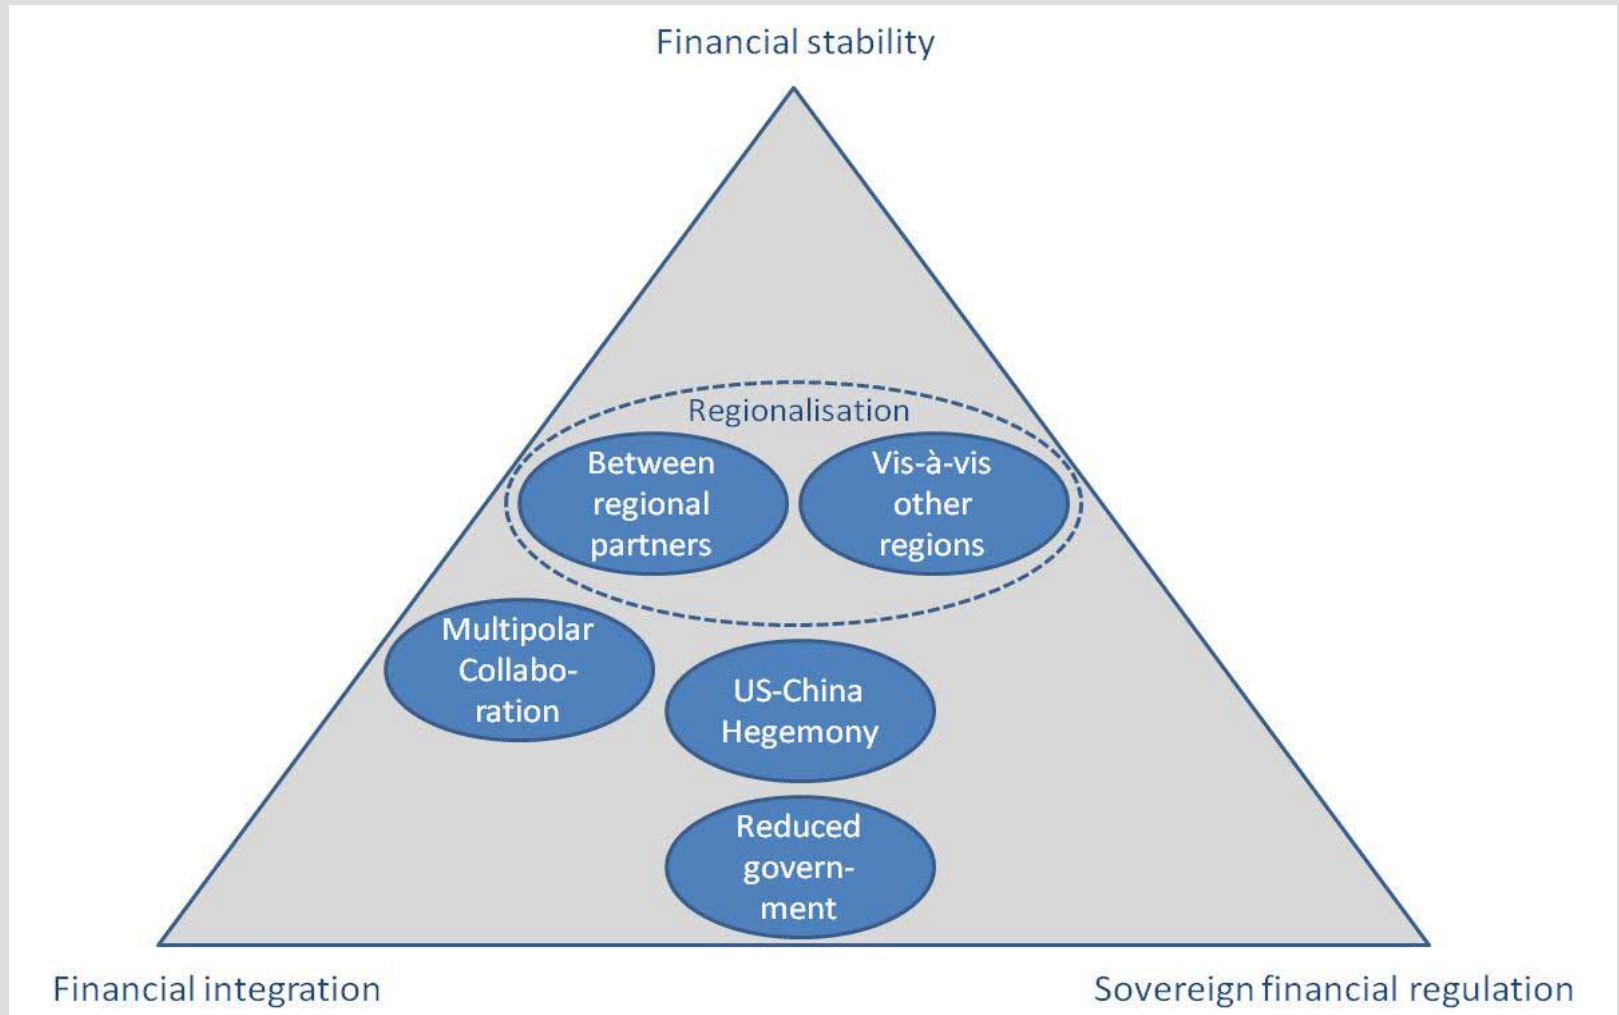 Financial stability
Regionalisation
Between
regional
partners
Vis-à-vis
other
regions
Multipolar
Collabo-
ration
US-China
Hegemony
Reduced
govern-
ment
Financial integration
Sovereign financial regulation